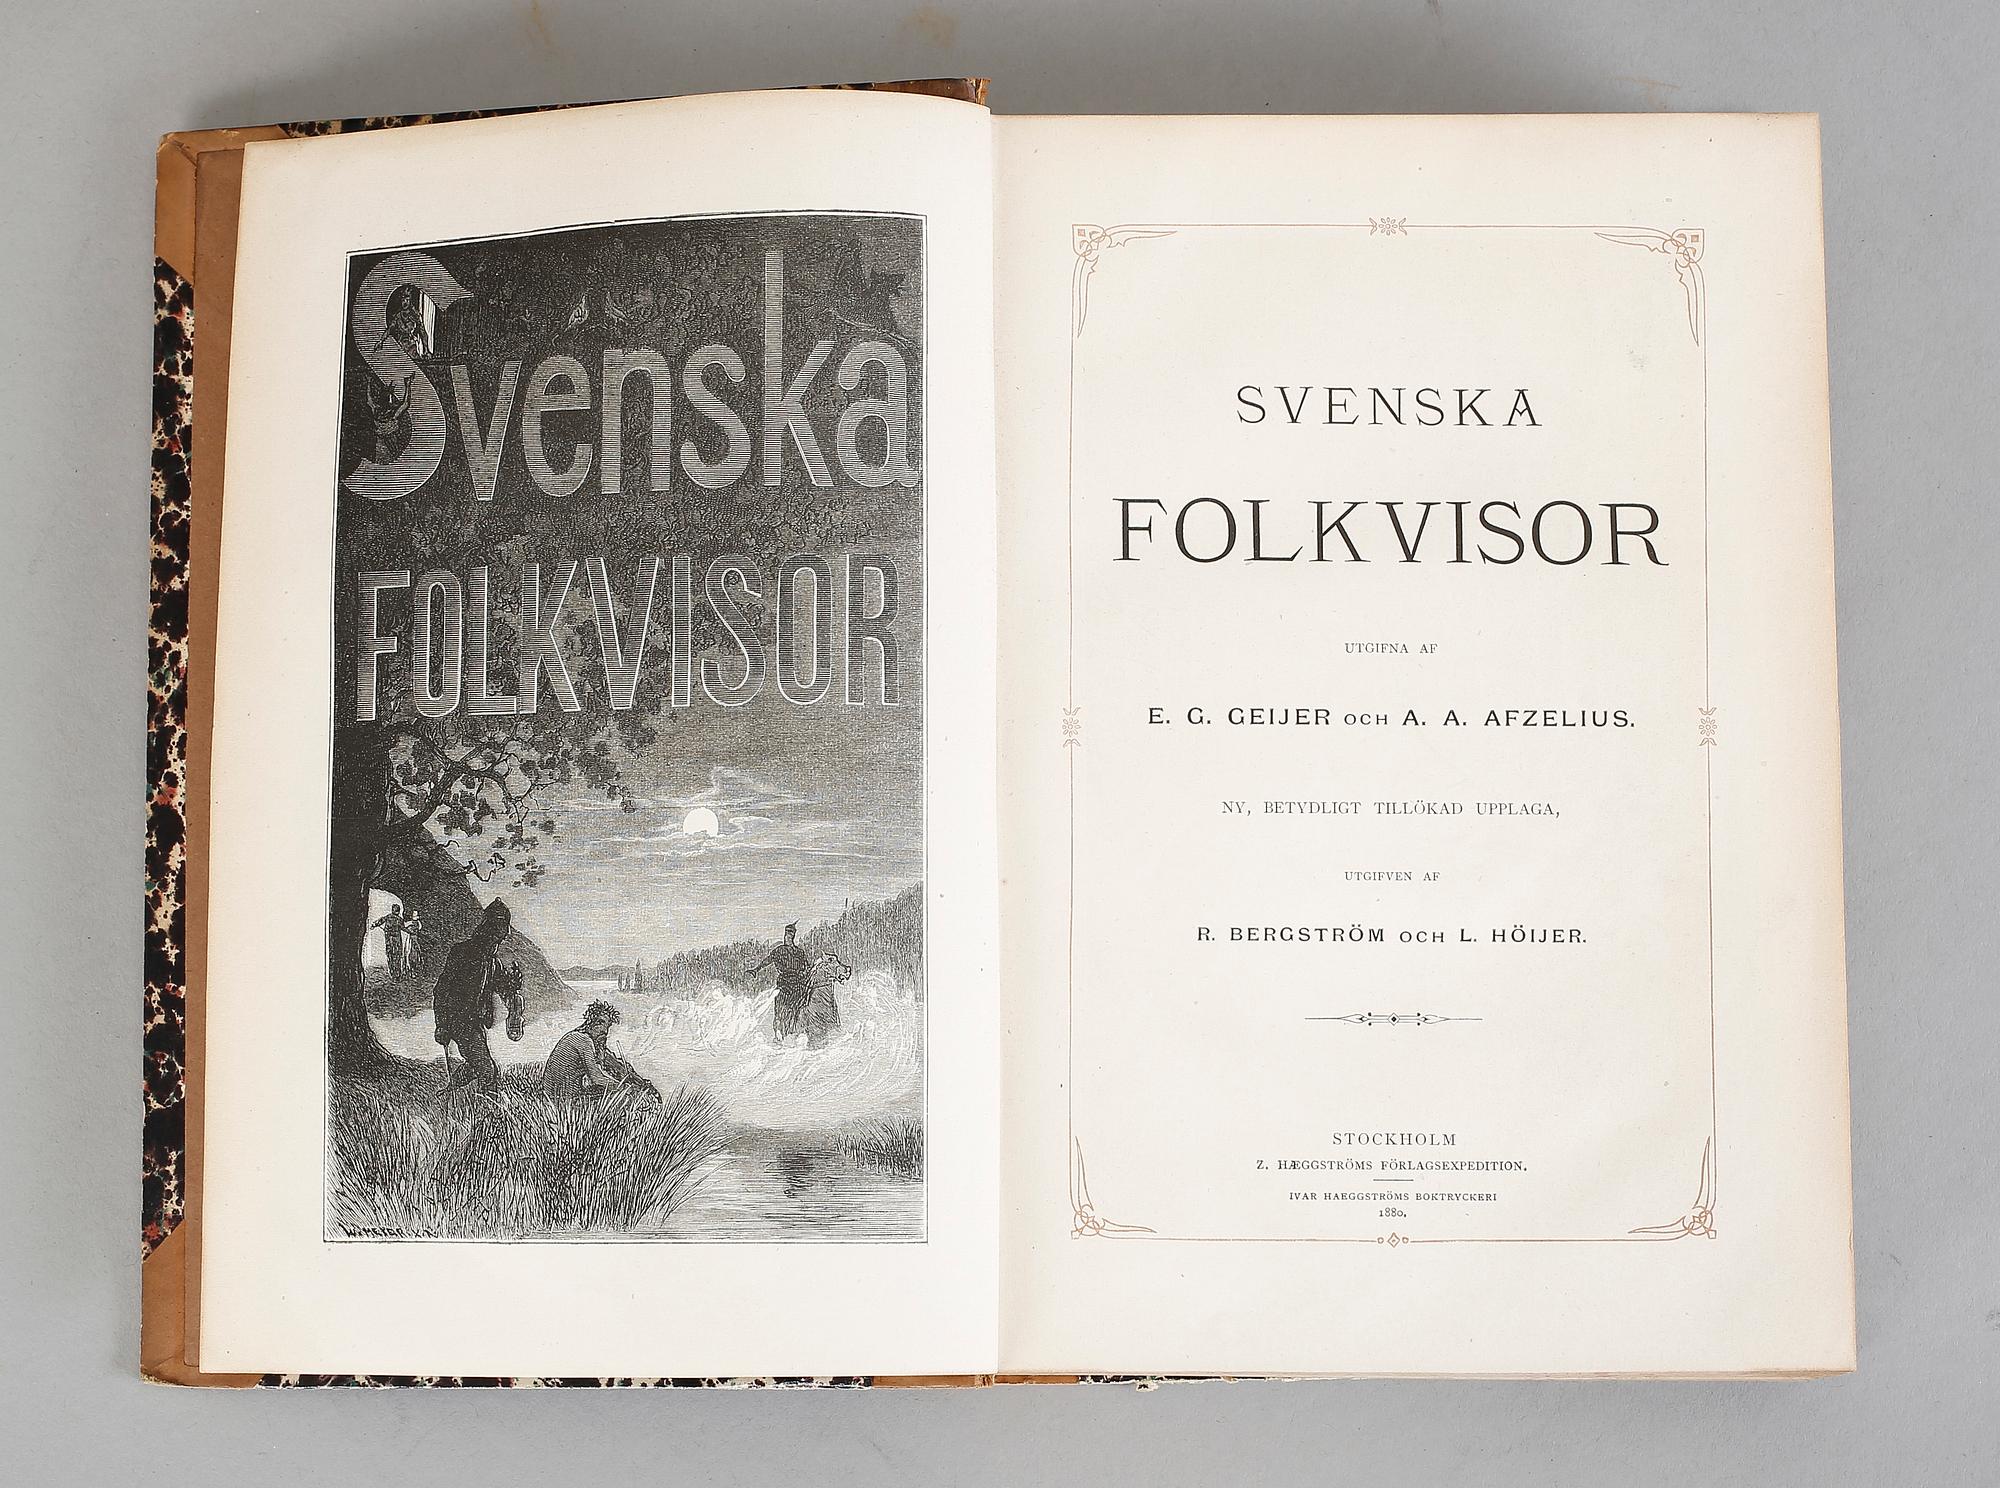 Svenska
FOLKVISOR
SVENSKA
FOLKVISOR
UTGIFNA AF
E. G. GEIJER OCH A. A. AFZELIUS.
NY, BETYDLIGT TILLÖKAD UPPLAGA,
UTGIFVEN AF
R. BERGSTRÖM OCH L. HÖIJER.
STOCKHOLM
Z. HÆGGSTRÖMS FÖRLAGSEXPEDITION.
IVAR HAEGGSTRÖMS BOKTRYCKERI
1880.